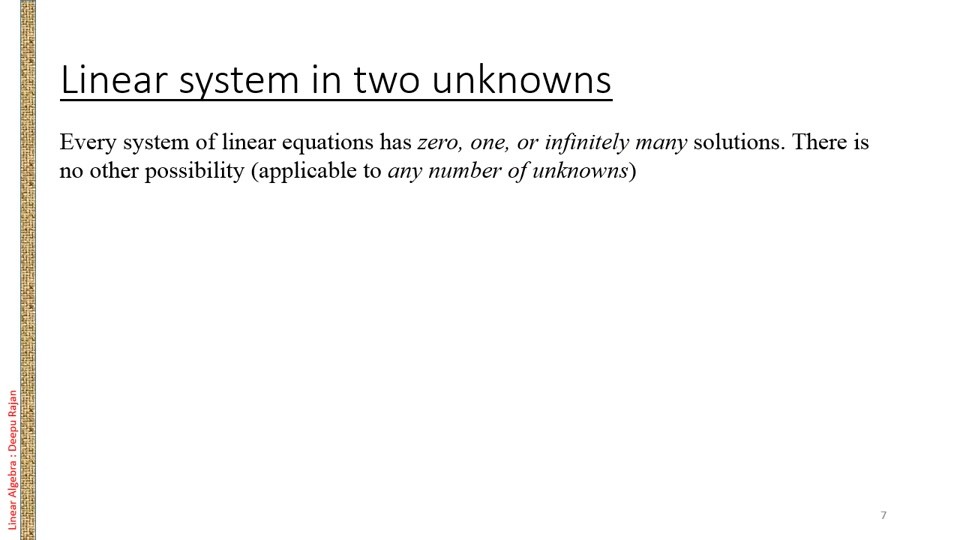 Linear system in two unknowns
Every system of linear equations has zero, one, or infinitely many solutions. There is
no other possibility (applicable to any number of unknowns)
Linear Algebra : Deepu Rajan
7